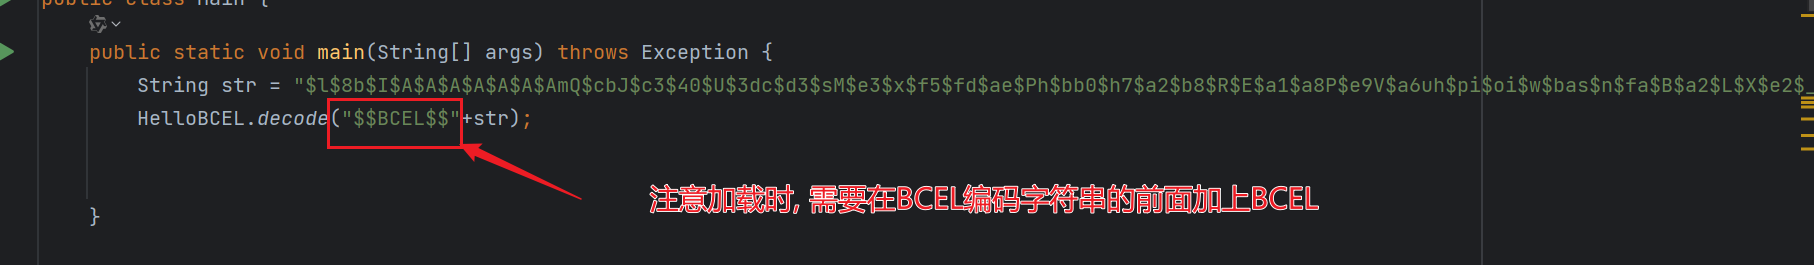 public class Main {
public static void main(String[] args) throws Exception {
String str = "$l$8b$I$A$A$A$A$A$A$AmQ$cbJ$c3$40$U$3dc$d3$sM$e3$x$f5$fd$ae$Ph$bb0$h7$a2$b8$R$E$a1$a8P$e9V$a6uh$pi$oi$w$bas$n$fa$B$a2$L$X$e2$_
HelloBCEL.decode("$$BCEL$$"+str);
注意加载时, 需要在BCEL编码字符串的前面加上BCEL
}